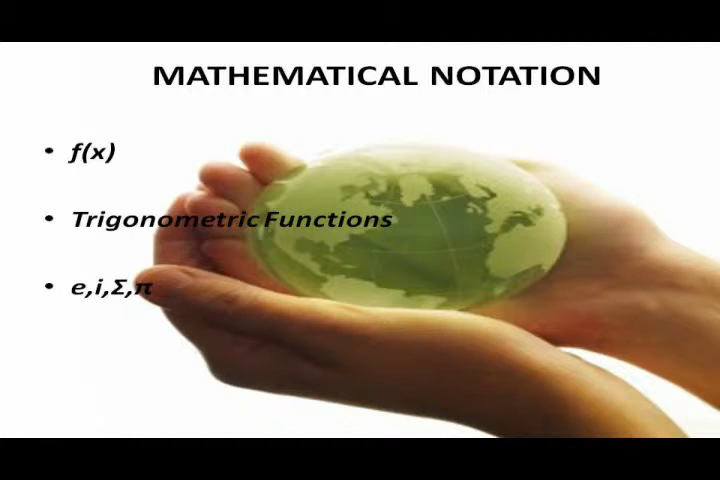 MATHEMATICAL NOTATION
• f(x)
• Trigonometric Functions
• e,i,Σ,π